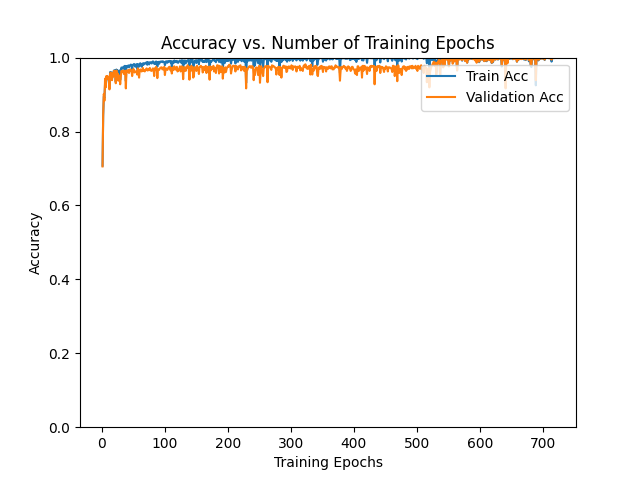 Accuracy vs. Number of Training Epochs
1.0
0.8
0.6
0.4
0.2
0.0
Accuracy
Train Acc
Validation Acc
0 100 200 300 400 500 600 700
Training Epochs